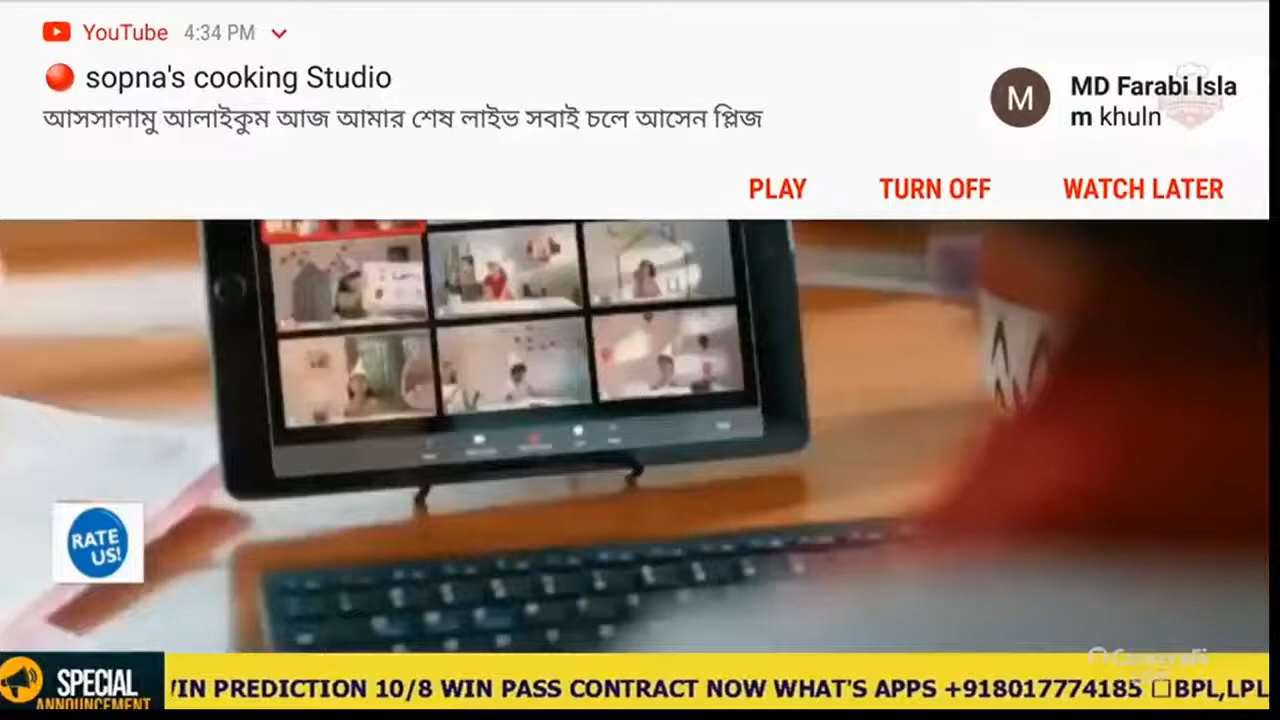 YouTube 4:34 PM
sopna's cooking Studio
আসসালামু আলাইকুম আজ আমার শেষ লাইভ সবাই চলে আসেন প্লিজ
MD Farabi Isla
m khuln
PLAY TURN OFF WATCH LATER
RATE
US!
SPECIAL
ANNOUNCEMENT
IN PREDICTION 10/8 WIN PASS CONTRACT NOW WHAT'S APPS +918017774185 □BPL,LPL